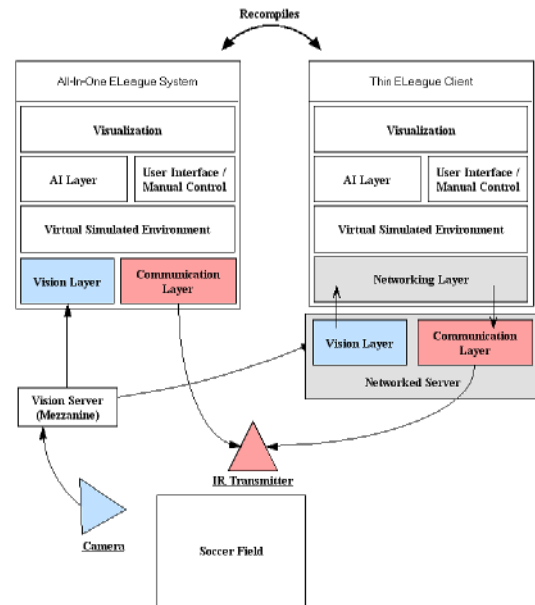 Recompiles
All-In-One ELeague System
Visualization
AI Layer
User Interface /
Manual Control
Virtual Simulated Environment
Vision Layer
Communication
Layer
Thin ELeague Client
Visualization
AI Layer
User Interface /
Manual Control
Virtual Simulated Environment
Networking Layer
Vision Layer
Communication
Layer
Networked Server
Vision Server
(Mezzanine)
IR Transmitter
Camera
Soccer Field